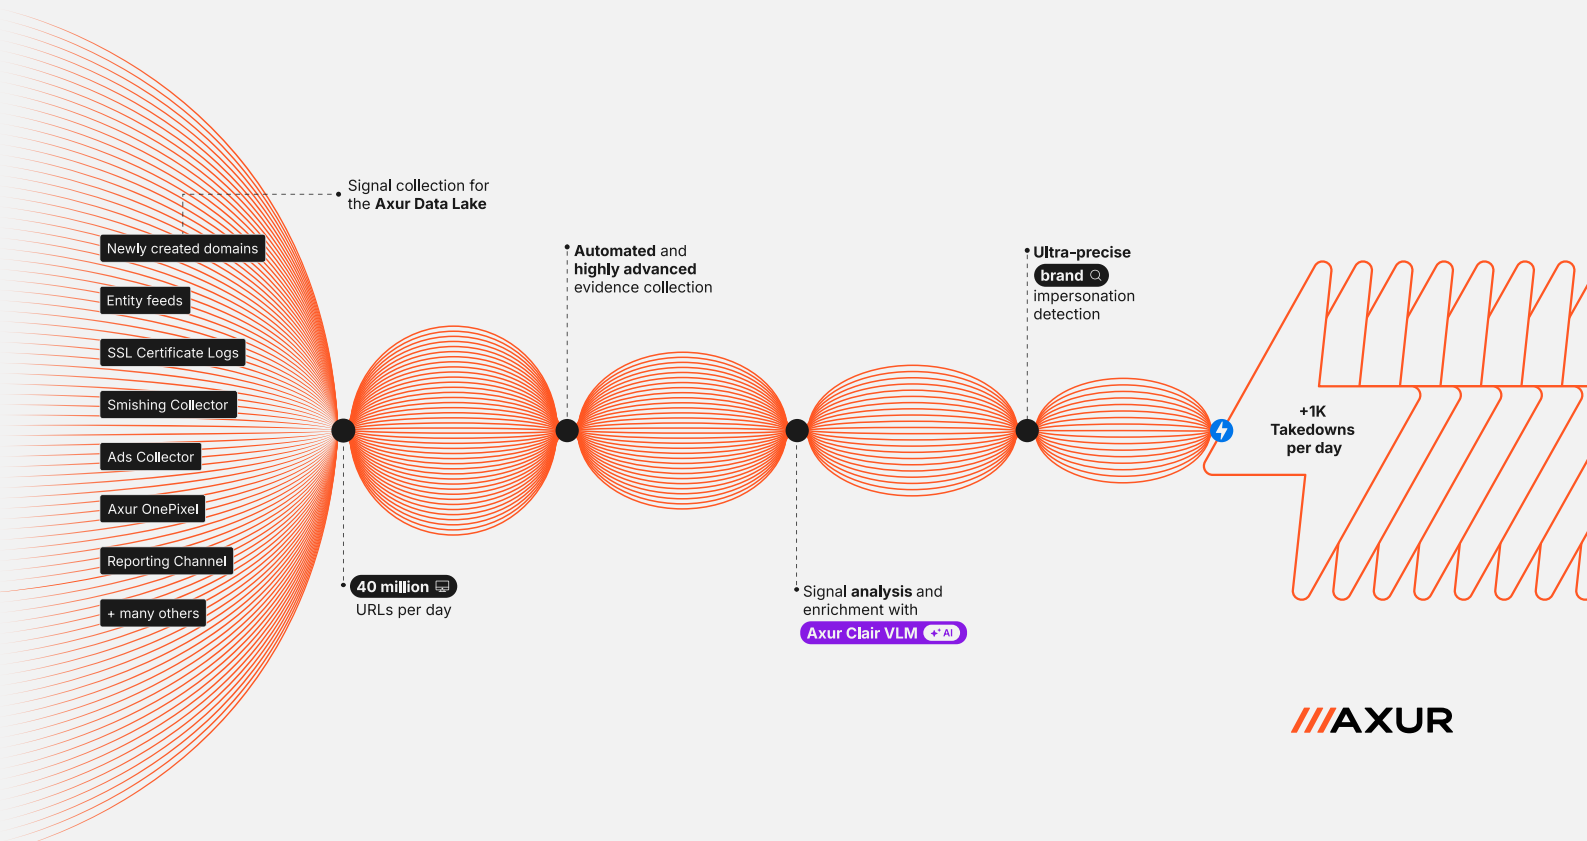 Signal collection for
the Axur Data Lake
Newly created domains
Entity feeds
SSL Certificate Logs
Smishing Collector
Ads Collector
Axur OnePixel
Reporting Channel
+ many others
40 million
URLs per day
Automated and
highly advanced
evidence collection
Signal analysis and
enrichment with
Axur Clair VLM AI
Ultra-precise
brand
impersonation
detection
+1K
Takedowns
per day
AXUR